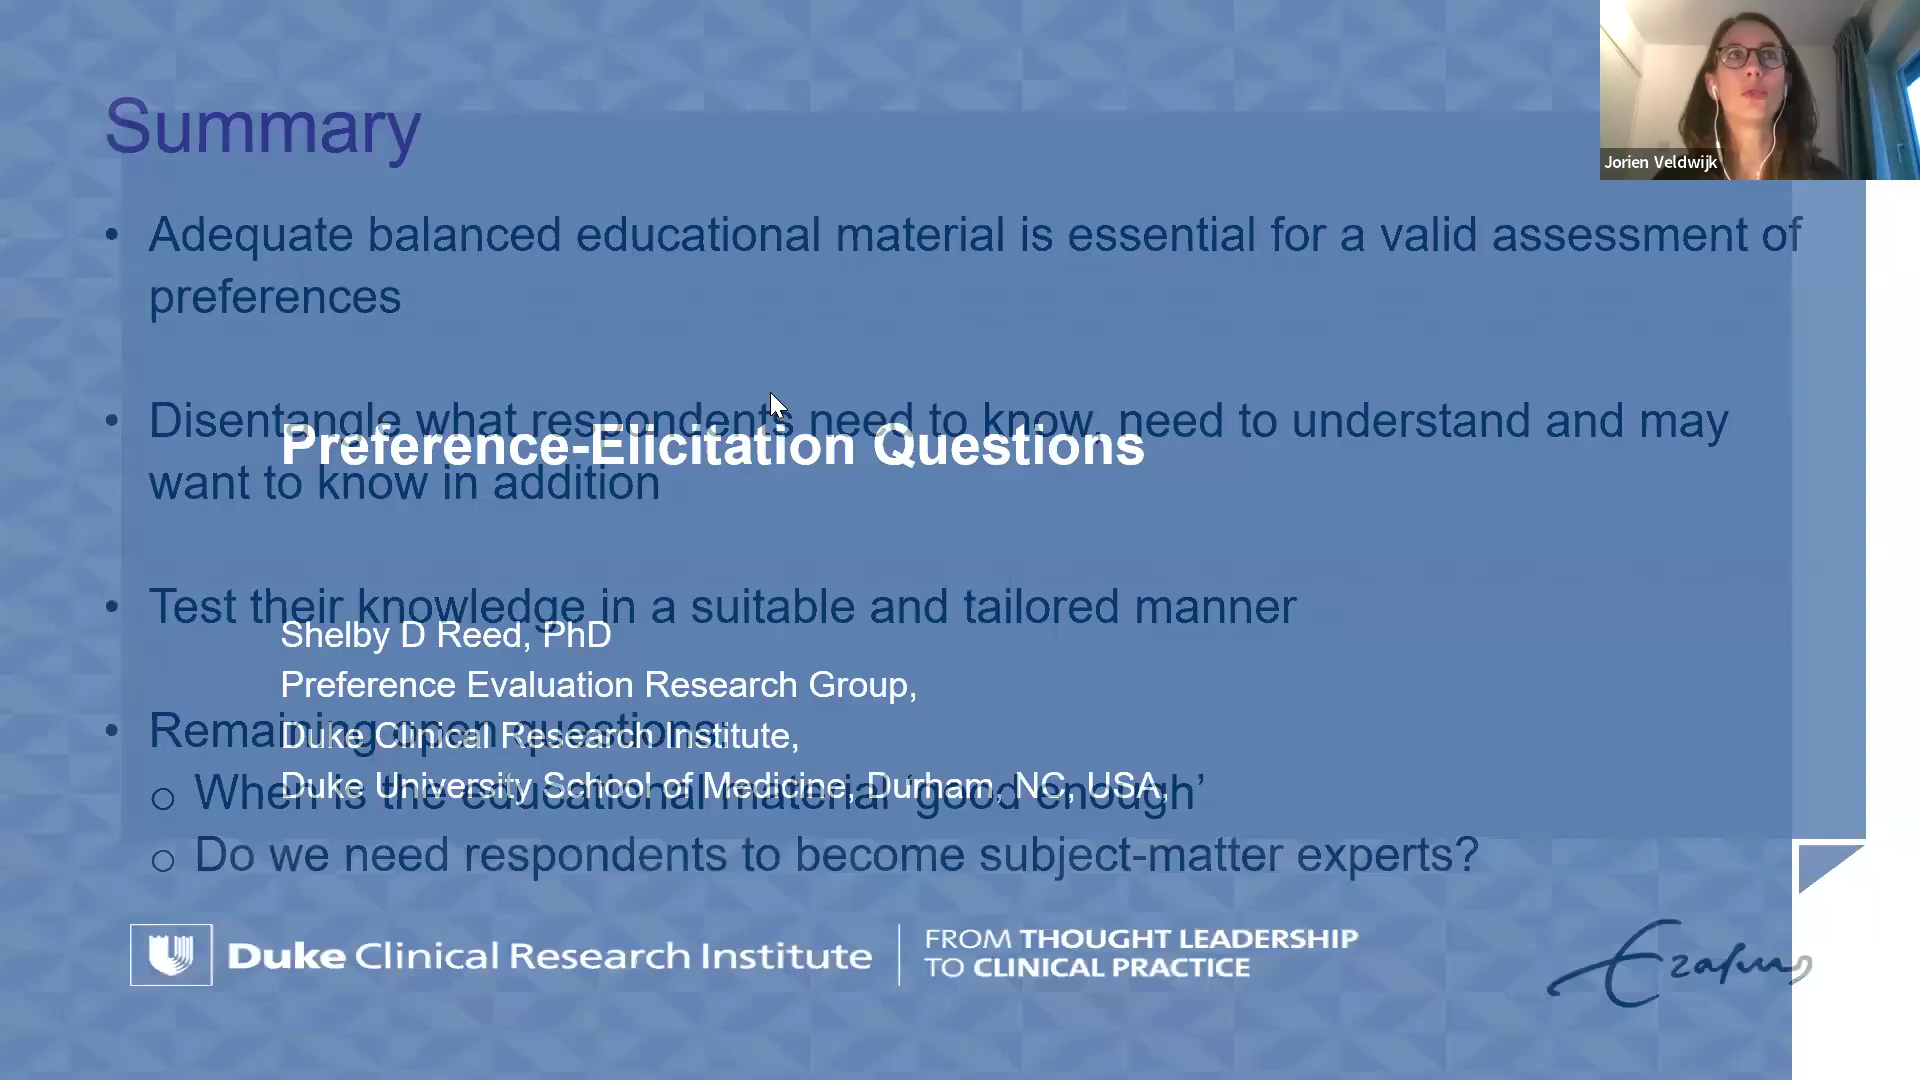 Summary
Jorien Veldwijk
• Adequate balanced educational material is essential for a valid assessment of
preferences
• Disentangle what respondents need to know, need to understand and may
want to know in addition
Preference-Elicitation Questions
• Test their knowledge in a suitable and tailored manner
• Remaining open questions:
o When is the educational material ‘good enough’
o Do we need respondents to become subject-matter experts?
Shelby D Reed, PhD
Preference Evaluation Research Group,
Duke Clinical Research Institute,
Duke University School of Medicine, Durham, NC, USA,
Duke Clinical Research Institute
FROM THOUGHT LEADERSHIP
TO CLINICAL PRACTICE
Erasmus